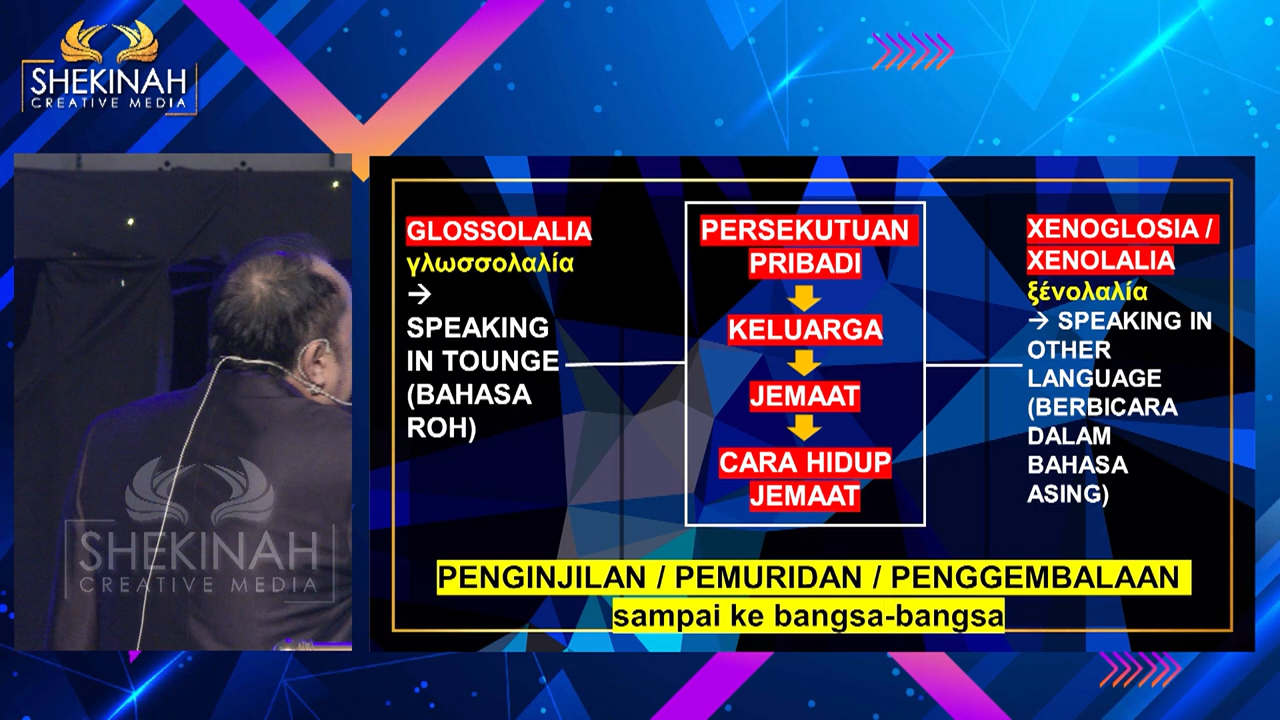 SHEKINAH
CREATIVE MEDIA
GLOSSOLALIA
γλωσσολαλία
→
SPEAKING
IN TOUNGE
(BAHASA
ROH)
PERSEKUTUAN
PRIBADI
KELUARGA
JEMAAT
CARA HIDUP
JEMAAT
XENOGLOSIA /
XENOLALIA
ξένολαλία
→ SPEAKING IN
OTHER
LANGUAGE
(BERBICARA
DALAM
BAHASA
ASING)
PENGINJILAN / PEMURIDAN / PENGGEMBALAAN
sampai ke bangsa-bangsa
SHEKINAH
CREATIVE MEDIA